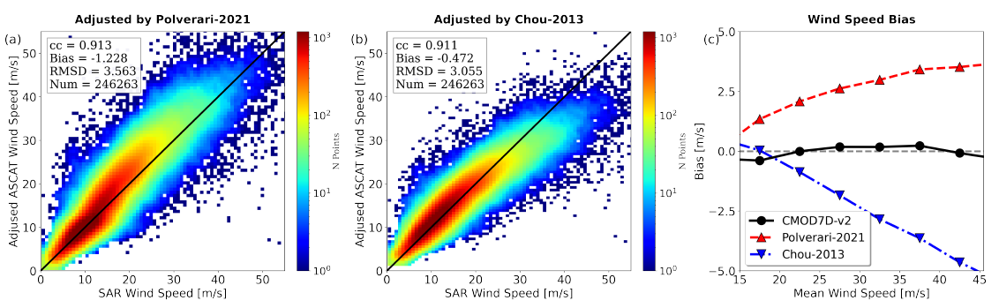 Adjusted by Polverari-2021
(a)
cc = 0.913
Bias = -1.228
RMSD = 3.563
Num = 246263
Adjused ASCAT Wind Speed [m/s]
50
40
30
20
10
0
0 10 20 30 40 50
SAR Wind Speed [m/s]
10³
10²
10¹
10⁰
N Points
Adjusted by Chou-2013
(b)
cc = 0.911
Bias = -0.472
RMSD = 3.055
Num = 246263
Adjused ASCAT Wind Speed [m/s]
50
40
30
20
10
0
0 10 20 30 40 50
SAR Wind Speed [m/s]
10³
10²
10¹
10⁰
N Points
Wind Speed Bias
(c)
Bias [m/s]
5.0
2.5
0.0
−2.5
−5.0
CMOD7D-v2
Polverari-2021
Chou-2013
15 20 25 30 35 40 45
Mean Wind Speed [m/s]